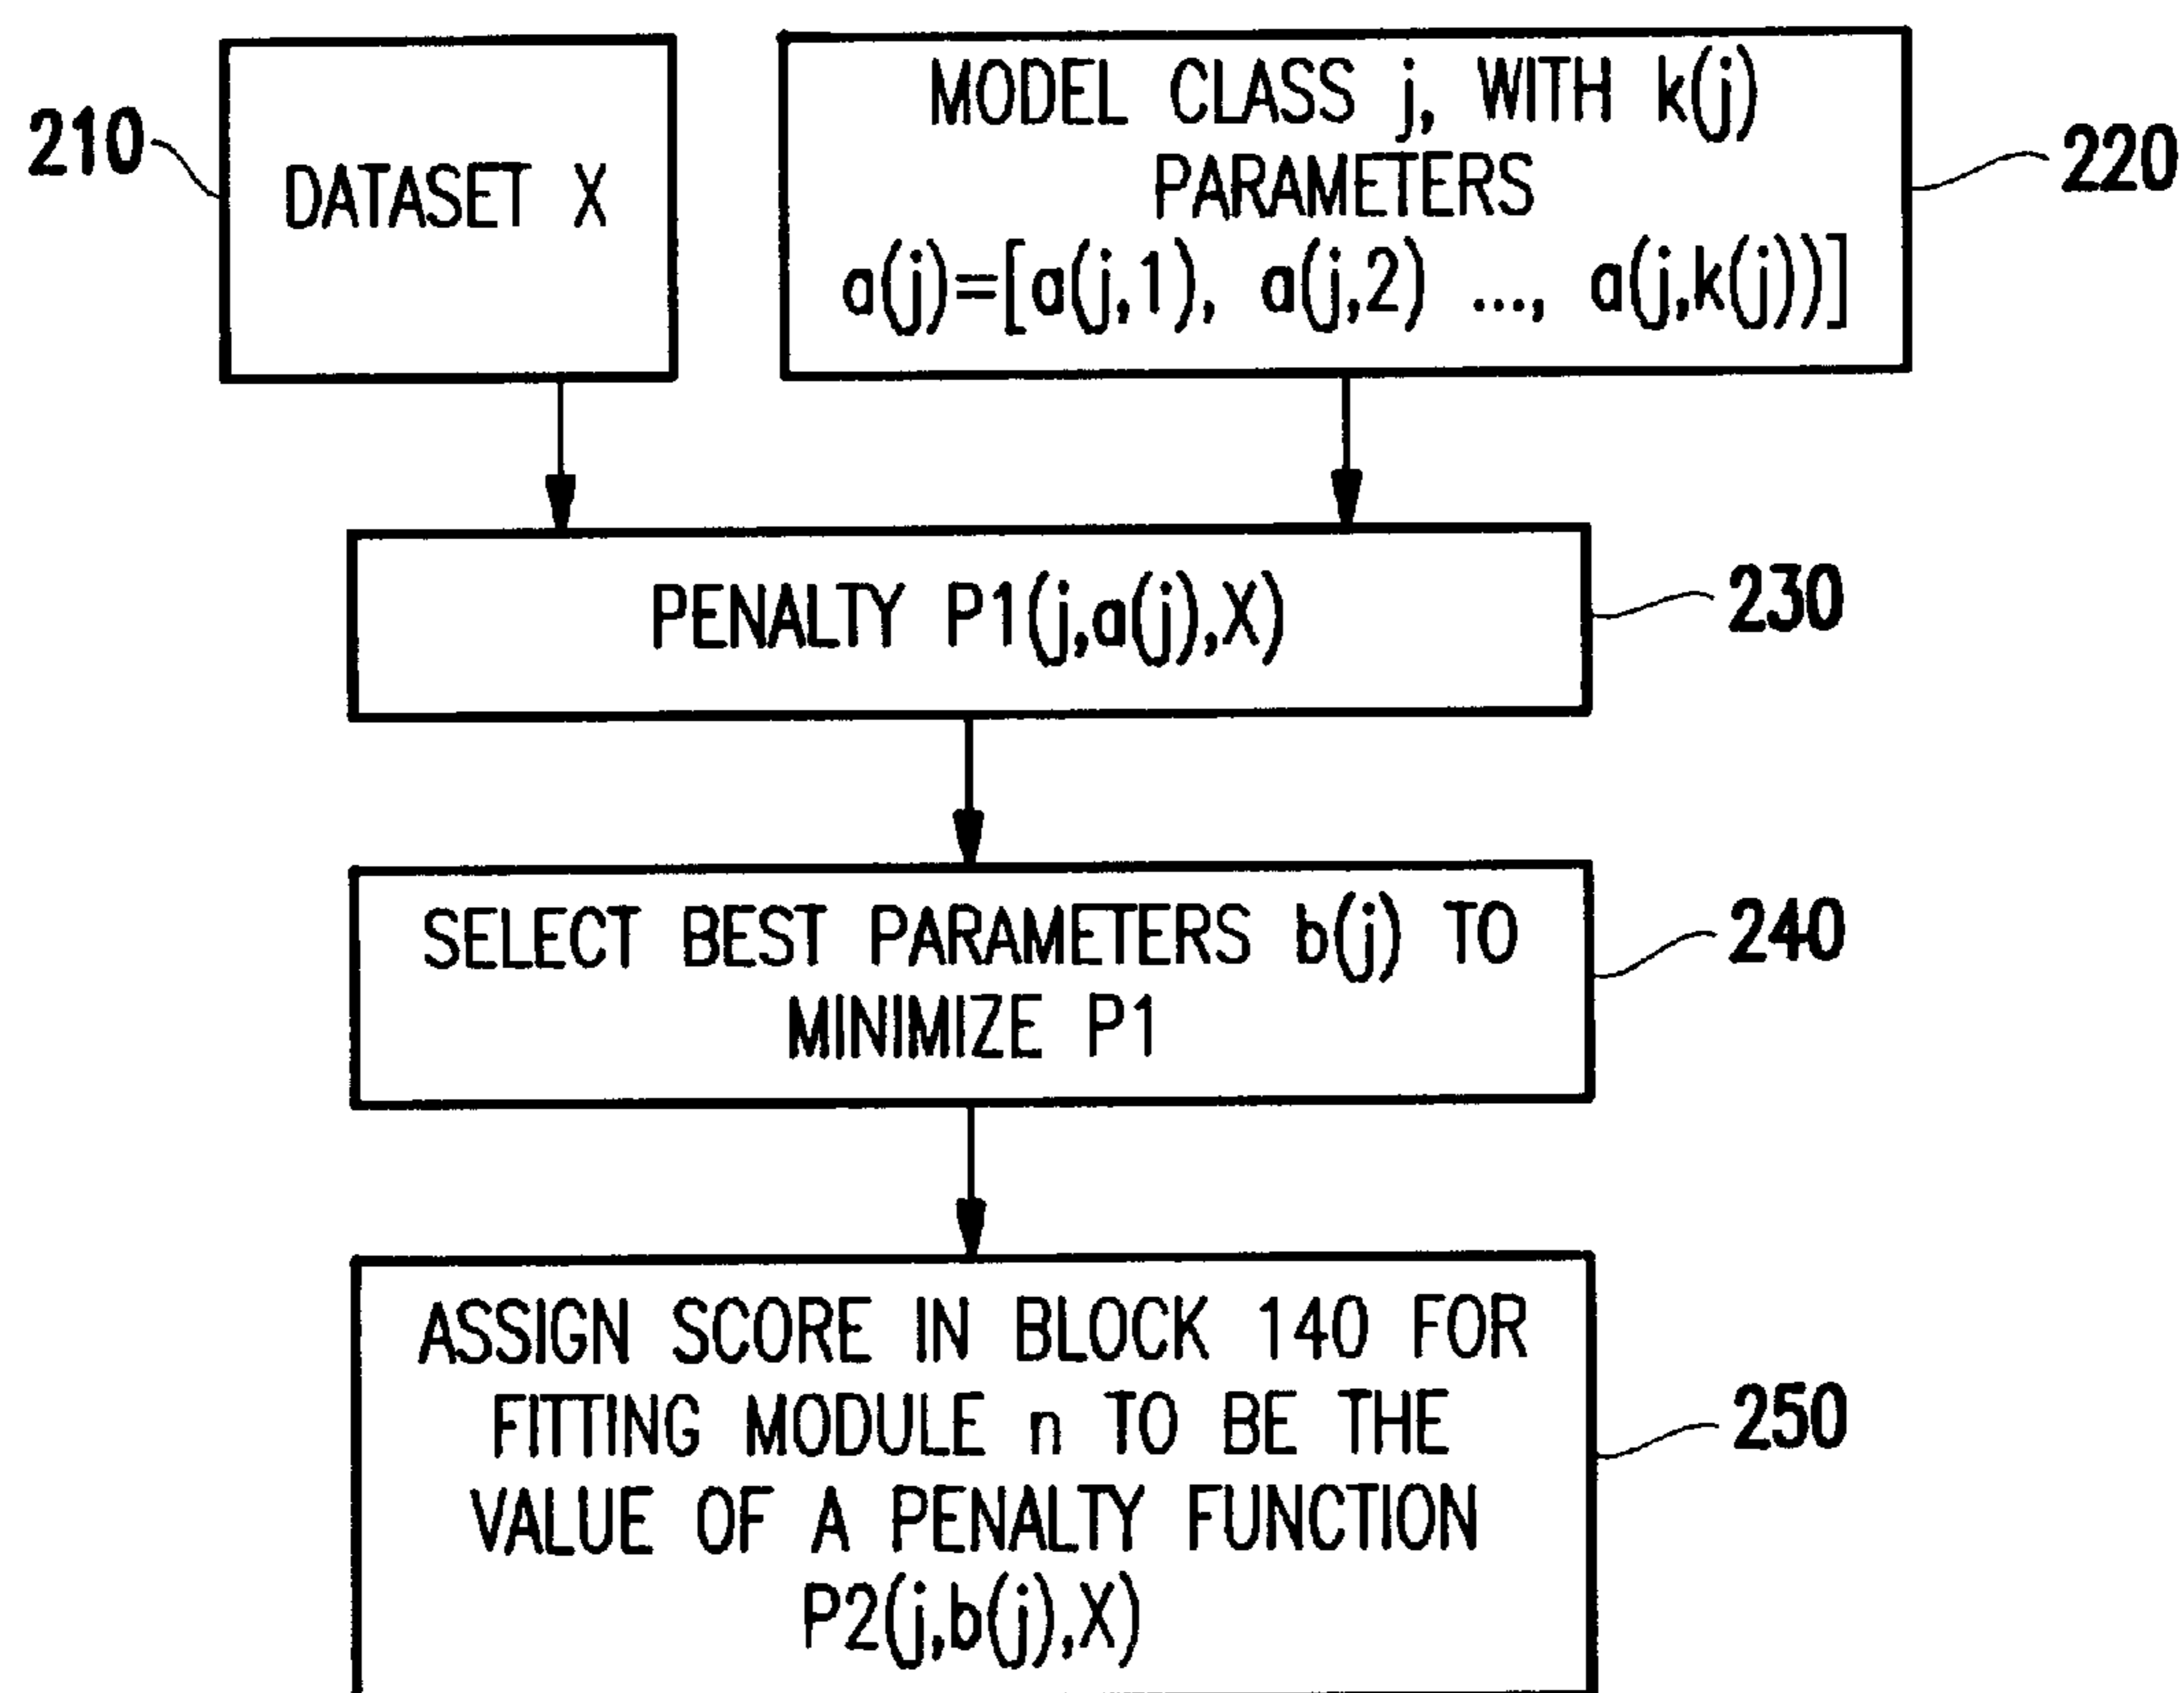 210
DATASET X
MODEL CLASS j, WITH k(j)
PARAMETERS
a(j)=[a(j,1), a(j,2) ..., a(j,k(j))]
220
PENALTY P1(j,a(j),X)
230
SELECT BEST PARAMETERS b(j) TO
MINIMIZE P1
240
ASSIGN SCORE IN BLOCK 140 FOR
FITTING MODULE n TO BE THE
VALUE OF A PENALTY FUNCTION
P2(j,b(j),X)
250